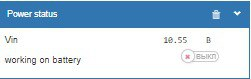 Power status
Vin 10.55 В
working on battery ВЫКЛ